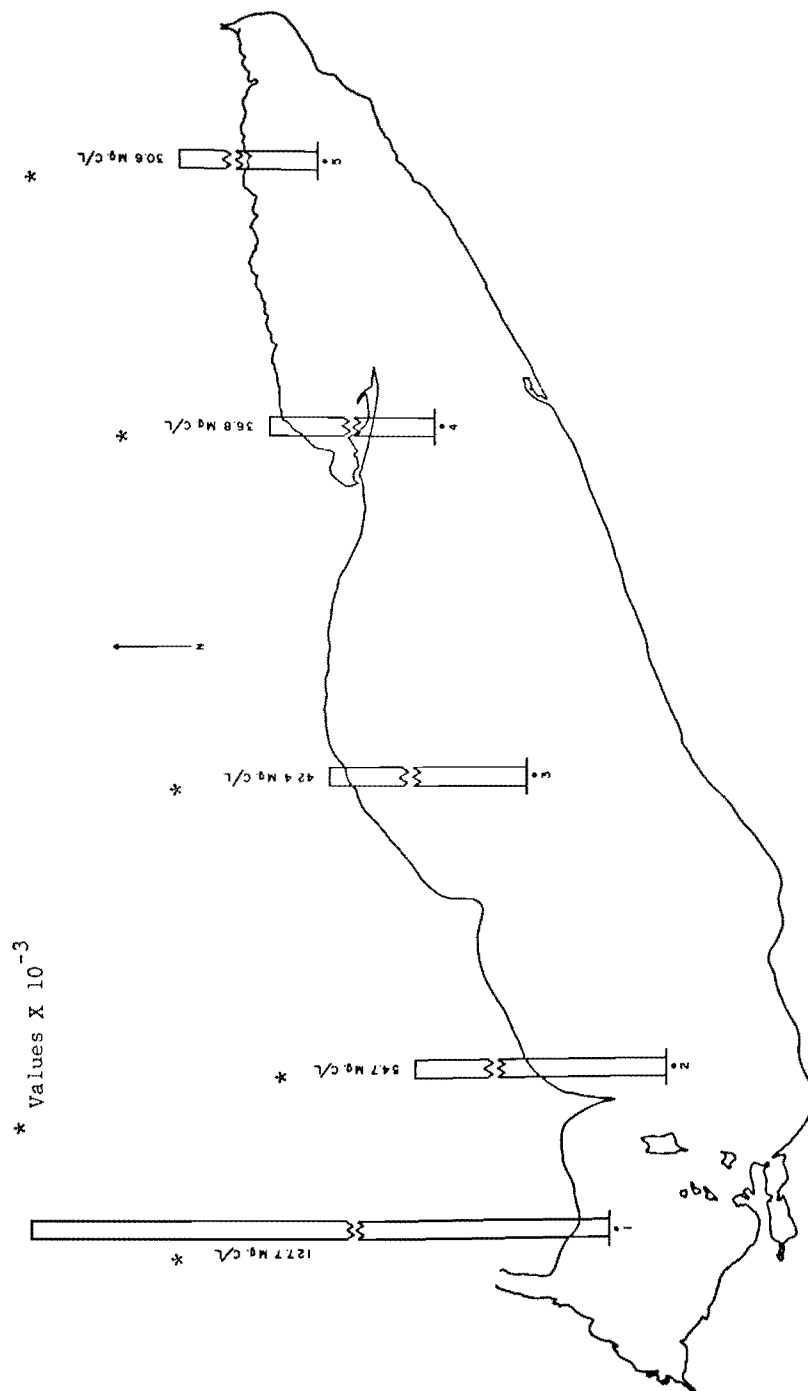 * Values X 10⁻³
* 127.7 Mg. C/L
1
* 54.7 Mg. C/L
2
* 42.4 Mg C/L
3
* 36.8 Mg C/L
4
* 30.6 Mg. C/L
5
N